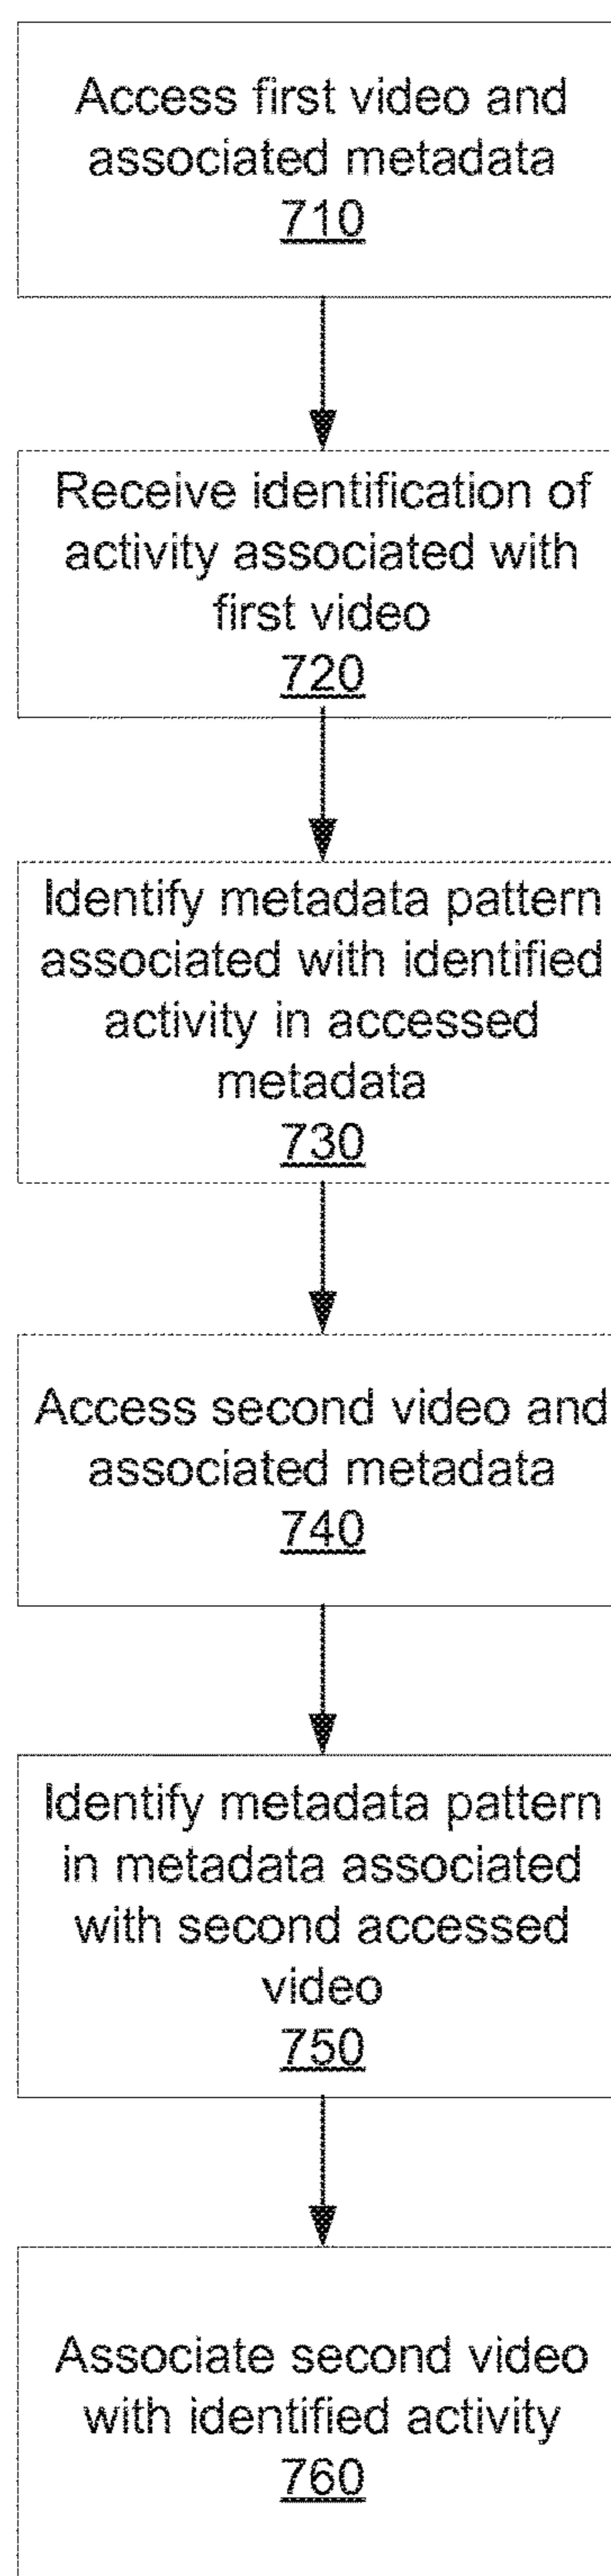 Access first video and
associated metadata
710
Receive identification of
activity associated with
first video
720
Identify metadata pattern
associated with identified
activity in accessed
metadata
730
Access second video and
associated metadata
740
Identify metadata pattern
in metadata associated
with second accessed
video
750
Associate second video
with identified activity
760